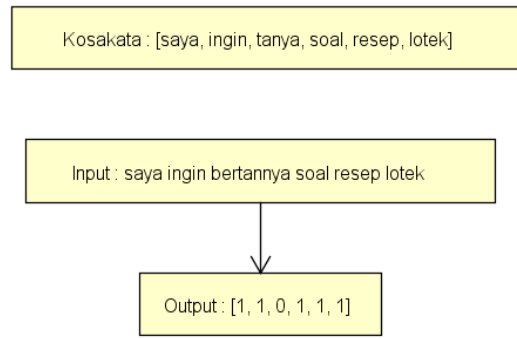 Kosakata : [saya, ingin, tanya, soal, resep, lotek]
Input : saya ingin bertannya soal resep lotek
Output : [1, 1, 0, 1, 1, 1]